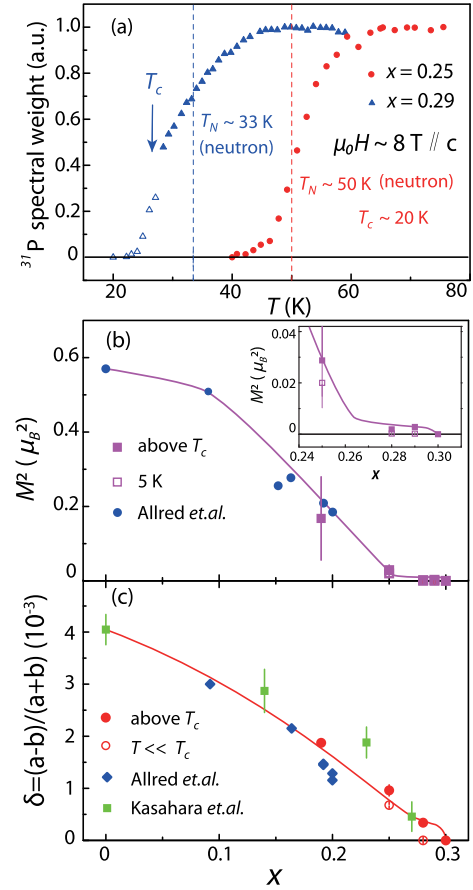 (a)
1.0
0.8
0.6
0.4
0.2
0
³¹P spectral weight (a.u.)
T_c
T_N ~ 33 K
(neutron)
x = 0.25
x = 0.29
μ₀H ~ 8 T // c
T_N ~ 50 K (neutron)
T_c ~ 20 K
20 40 60 80
T (K)
(b)
0.6
0.4
0.2
0
M² ( μ_B² )
above T_c
5 K
Allred et.al.
0.04
0.02
0
M² ( μ_B² )
0.24 0.26 0.28 0.30
x
(c)
4
3
2
1
0
δ=(a-b)/(a+b) (10⁻³)
above T_c
T << T_c
Allred et.al.
Kasahara et.al.
0 0.1 0.2 0.3
x